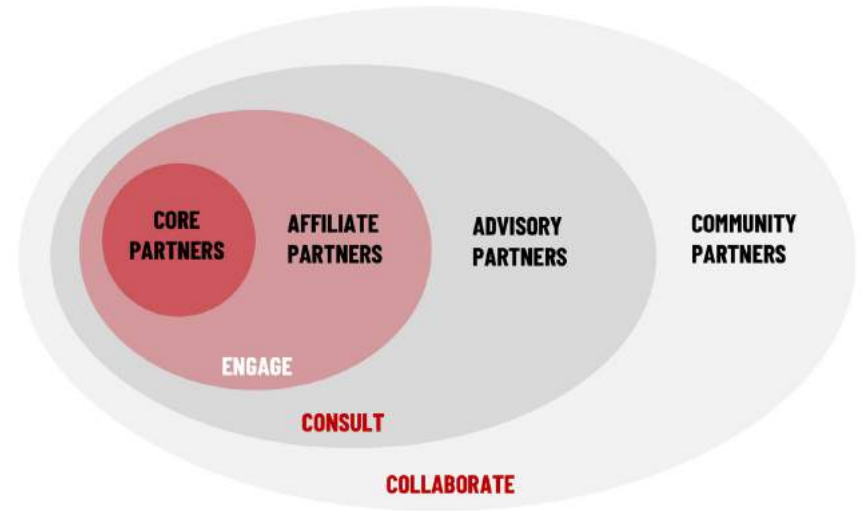 CORE
PARTNERS
AFFILIATE
PARTNERS
ADVISORY
PARTNERS
COMMUNITY
PARTNERS
ENGAGE
CONSULT
COLLABORATE